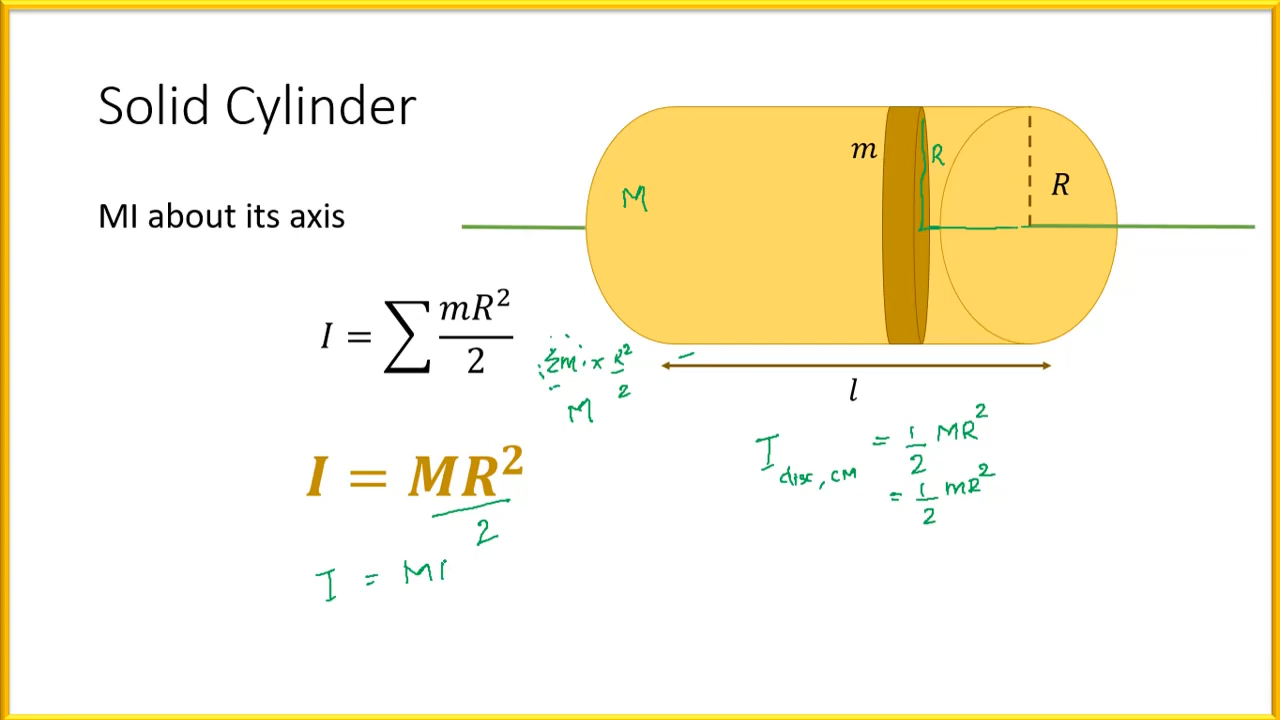 Solid Cylinder
MI about its axis
m
R
R
M
I = ∑ mR²/2
∑m · × R²/2
M
l
I = MR²
2
I disc, CM = 1/2 MR²
= 1/2 mR²
I = MI